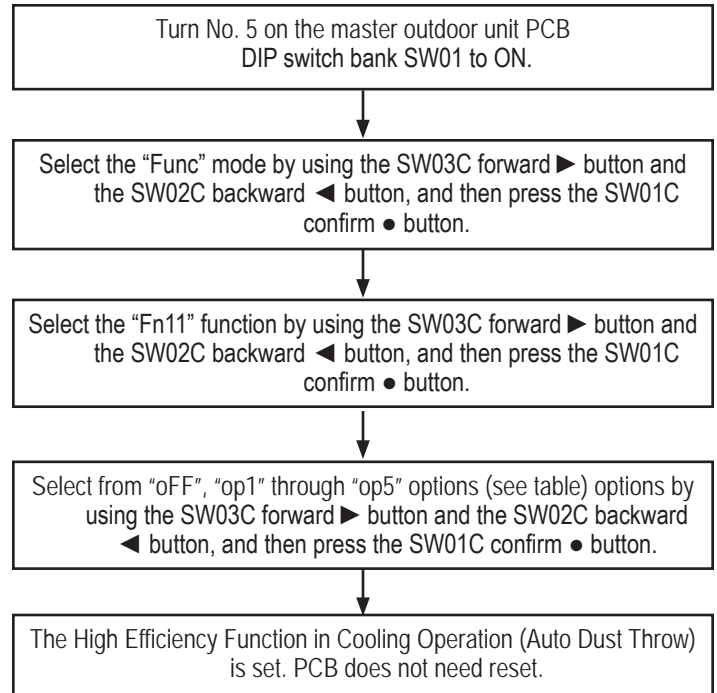 Turn No. 5 on the master outdoor unit PCB
DIP switch bank SW01 to ON.
Select the “Func” mode by using the SW03C forward ► button and
the SW02C backward ◄ button, and then press the SW01C
confirm ● button.
Select the “Fn11” function by using the SW03C forward ► button and
the SW02C backward ◄ button, and then press the SW01C
confirm ● button.
Select from “oFF”, “op1” through “op5” options (see table) options by
using the SW03C forward ► button and the SW02C backward
◄ button, and then press the SW01C confirm ● button.
The High Efficiency Function in Cooling Operation (Auto Dust Throw)
is set. PCB does not need reset.